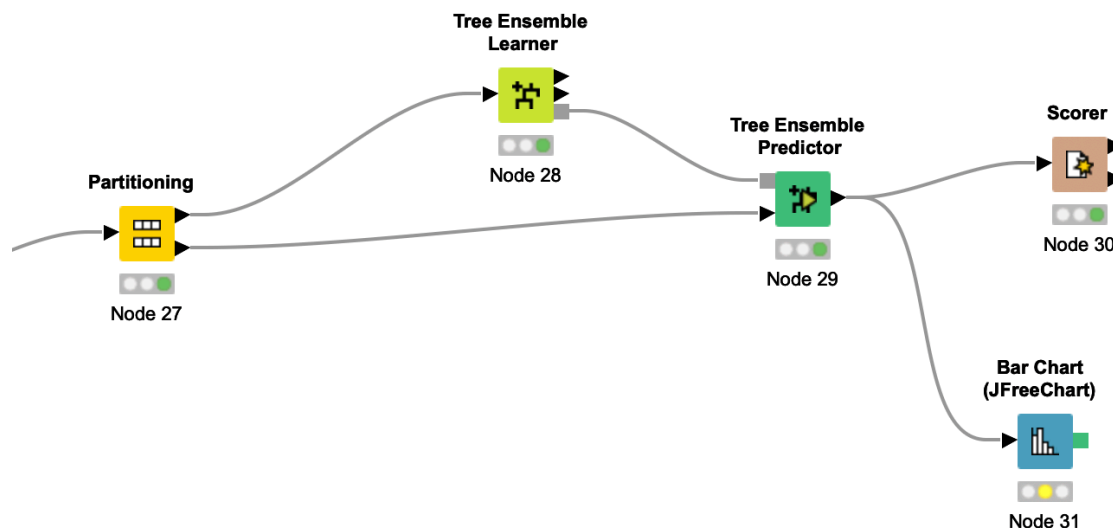 Tree Ensemble
Learner
Node 28
Tree Ensemble
Predictor
Node 29
Scorer
Node 30
Partitioning
Node 27
Bar Chart
(JFreeChart)
Node 31